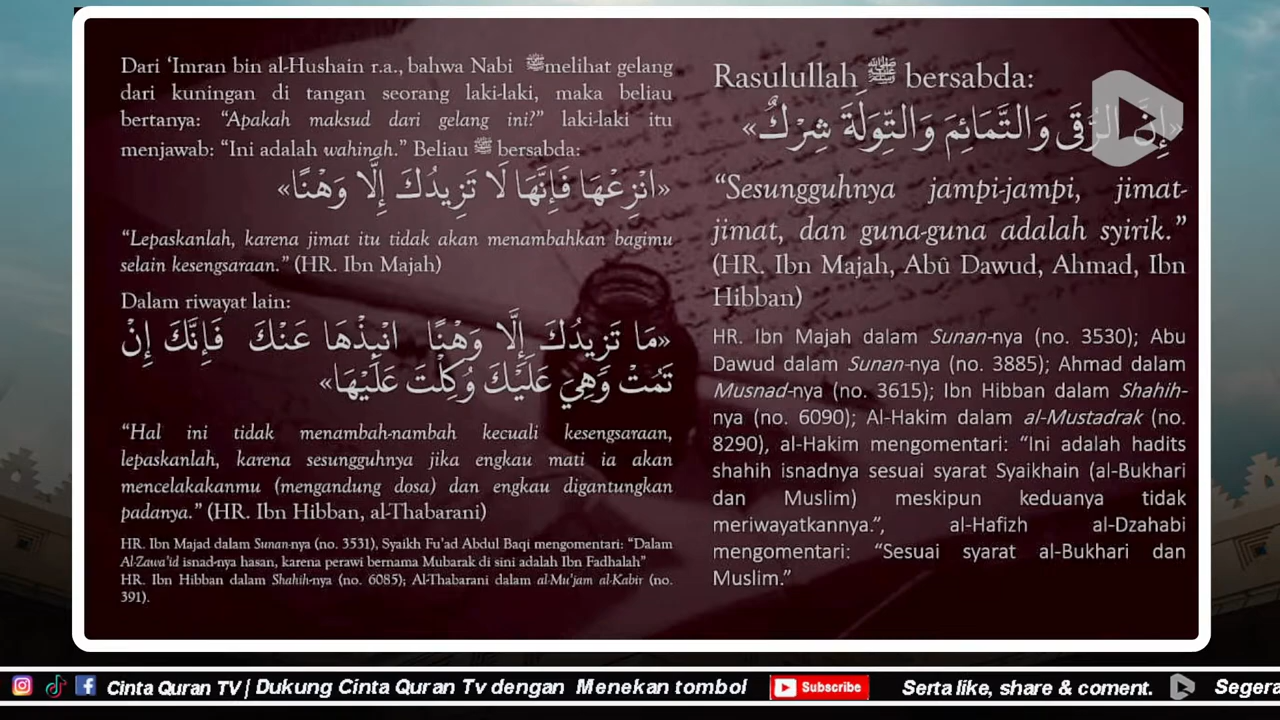 Dari ‘Imran bin al-Hushain r.a., bahwa Nabi ﷺ melihat gelang
dari kuningan di tangan seorang laki-laki, maka beliau
bertanya: “Apakah maksud dari gelang ini?” laki-laki itu
menjawab: “Ini adalah wahinah.” Beliau ﷺ bersabda:
«انْزِعْهَا فَإِنَّهَا لَا تَزِيدُكَ إِلَّا وَهْنًا»
“Lepaskanlah, karena jimat itu tidak akan menambahkan bagimu
selain kesengsaraan.” (HR. Ibn Majah)
Dalam riwayat lain:
«مَا تَزِيدُكَ إِلَّا وَهْنًا انْبِذْهَا عَنْكَ فَإِنَّكَ إِنْ
تَمُتْ وَهِيَ عَلَيْكَ وُكِلْتَ عَلَيْهَا»
“Hal ini tidak menambah-nambah kecuali kesengsaraan,
lepaskanlah, karena sesungguhnya jika engkau mati ia akan
mencelakakanmu (mengandung dosa) dan engkau digantungkan
padanya.” (HR. Ibn Hibban, al-Thabarani)
HR. Ibn Majad dalam Sunan-nya (no. 3531), Syaikh Fu’ad Abdul Baqi mengomentari: “Dalam
Al-Zawa’id isnad-nya hasan, karena perawi bernama Mubarak di sini adalah Ibn Fadhalah”
HR. Ibn Hibban dalam Shahih-nya (no. 6085); Al-Thabarani dalam al-Mu’jam al-Kabir (no.
391).
Rasulullah ﷺ bersabda:
«إِنَّ الرُّقَى وَالتَّمَائِمَ وَالتِّوَلَةَ شِرْكٌ»
“Sesungguhnya jampi-jampi, jimat-
jimat, dan guna-guna adalah syirik.”
(HR. Ibn Majah, Abû Dawud, Ahmad, Ibn
Hibban)
HR. Ibn Majah dalam Sunan-nya (no. 3530); Abu
Dawud dalam Sunan-nya (no. 3885); Ahmad dalam
Musnad-nya (no. 3615); Ibn Hibban dalam Shahih-
nya (no. 6090); Al-Hakim dalam al-Mustadrak (no.
8290), al-Hakim mengomentari: “Ini adalah hadits
shahih isnadnya sesuai syarat Syaikhain (al-Bukhari
dan Muslim) meskipun keduanya tidak
meriwayatkannya.”, al-Hafizh al-Dzahabi
mengomentari: “Sesuai syarat al-Bukhari dan
Muslim.”
Cinta Quran TV | Dukung Cinta Quran Tv dengan Menekan tombol Subscribe Serta like, share & coment. Segera